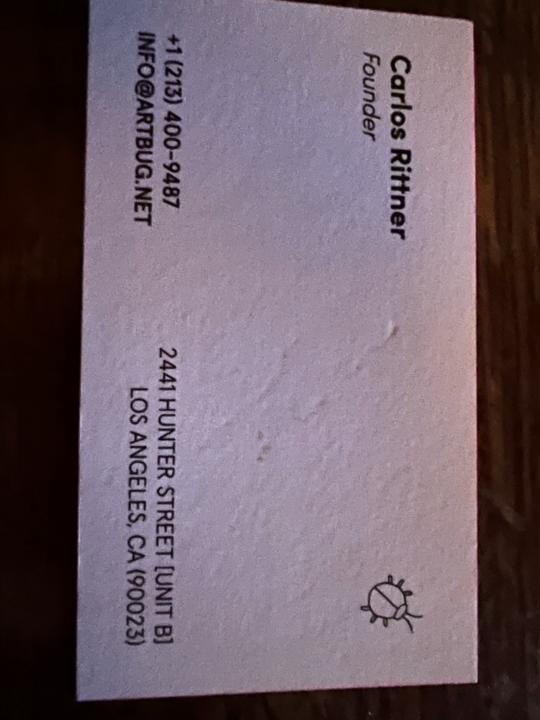 Carlos Rittner
Founder
+1 (213) 400-9487
INFO@ARTBUG.NET
2441 HUNTER STREET [UNIT B]
LOS ANGELES, CA (90023)